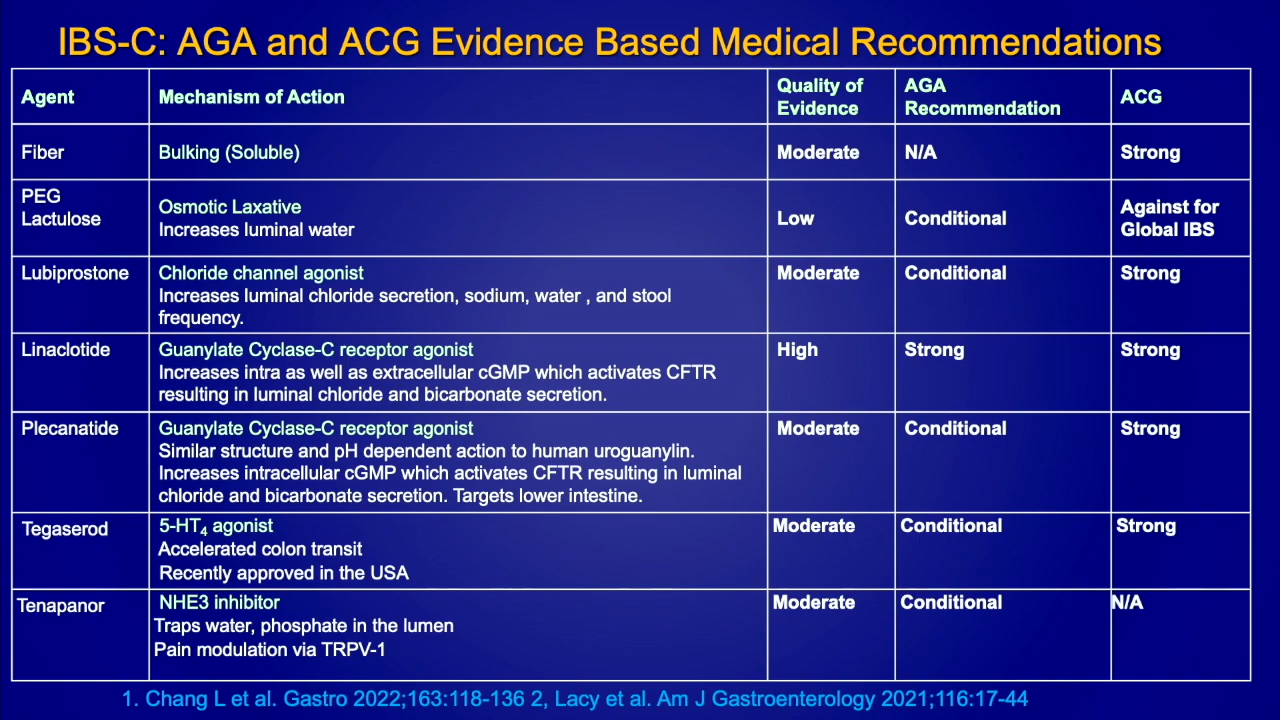 IBS-C: AGA and ACG Evidence Based Medical Recommendations
Agent
Mechanism of Action
Quality of
Evidence
AGA
Recommendation
ACG
Fiber
Bulking (Soluble)
Moderate
N/A
Strong
PEG
Lactulose
Osmotic Laxative
Increases luminal water
Low
Conditional
Against for
Global IBS
Lubiprostone
Chloride channel agonist
Increases luminal chloride secretion, sodium, water , and stool
frequency.
Moderate
Conditional
Strong
Linaclotide
Guanylate Cyclase-C receptor agonist
Increases intra as well as extracellular cGMP which activates CFTR
resulting in luminal chloride and bicarbonate secretion.
High
Strong
Strong
Plecanatide
Guanylate Cyclase-C receptor agonist
Similar structure and pH dependent action to human uroguanylin.
Increases intracellular cGMP which activates CFTR resulting in luminal
chloride and bicarbonate secretion. Targets lower intestine.
Moderate
Conditional
Strong
Tegaserod
5-HT₄ agonist
Accelerated colon transit
Recently approved in the USA
Moderate
Conditional
Strong
Tenapanor
NHE3 inhibitor
Traps water, phosphate in the lumen
Pain modulation via TRPV-1
Moderate
Conditional
N/A
1. Chang L et al. Gastro 2022;163:118-136 2, Lacy et al. Am J Gastroenterology 2021;116:17-44